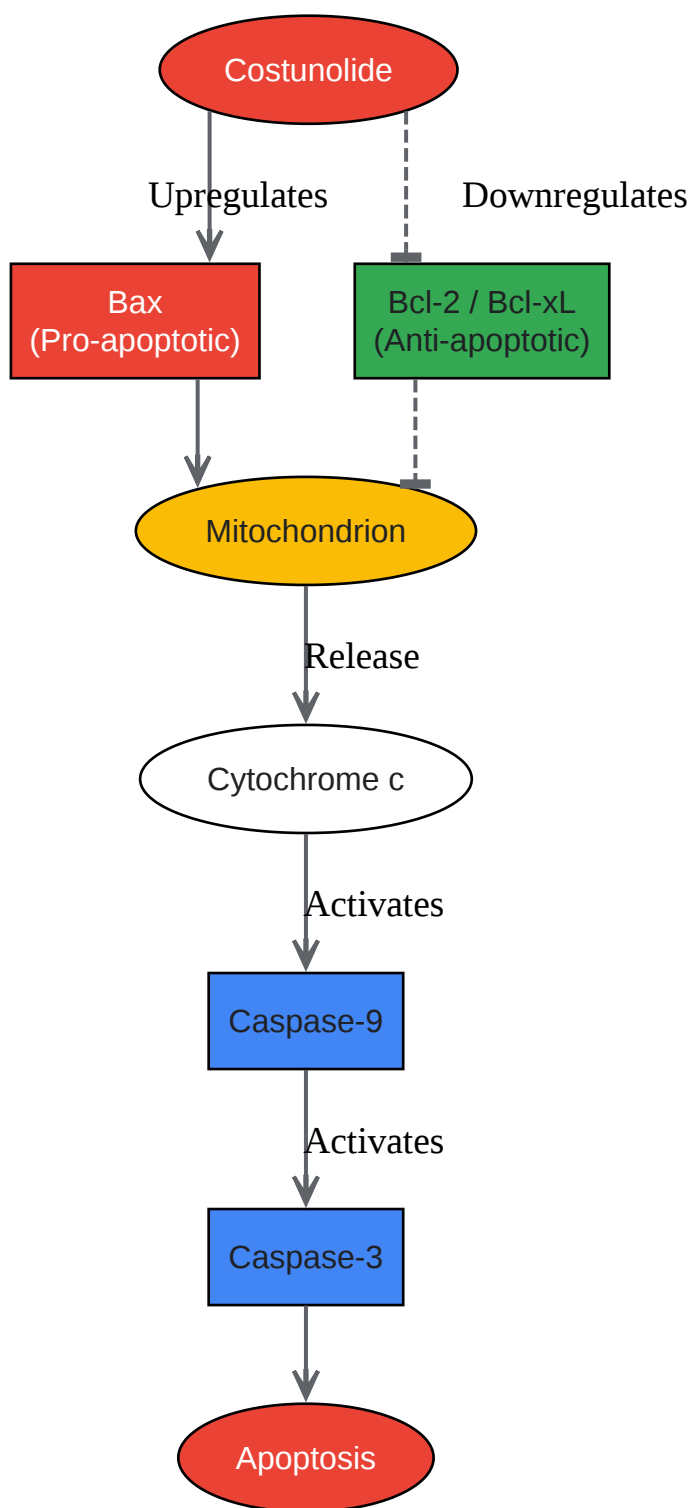 Costunolide
Upregulates
Downregulates
Bax
(Pro-apoptotic)
Bcl-2 / Bcl-xL
(Anti-apoptotic)
Mitochondrion
Release
Cytochrome c
Activates
Caspase-9
Activates
Caspase-3
Apoptosis